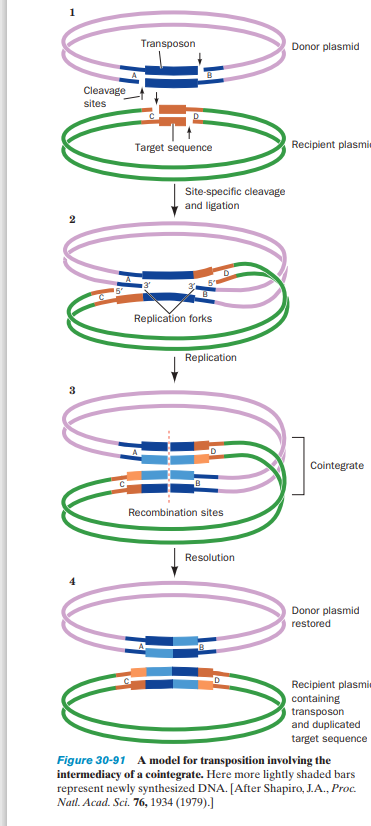 1
Transposon
Donor plasmid
A
B
Cleavage
sites
C
D
Target sequence
Recipient plasmi
Site-specific cleavage
and ligation
2
A
D
5'
3'
3'
5'
C
B
Replication forks
Replication
3
A
D
Cointegrate
C
B
Recombination sites
Resolution
4
Donor plasmid
restored
A
B
C
D
Recipient plasmi
containing
transposon
and duplicated
target sequence
Figure 30-91 A model for transposition involving the
intermediacy of a cointegrate. Here more lightly shaded bars
represent newly synthesized DNA. [After Shapiro, J.A., Proc.
Natl. Acad. Sci. 76, 1934 (1979).]